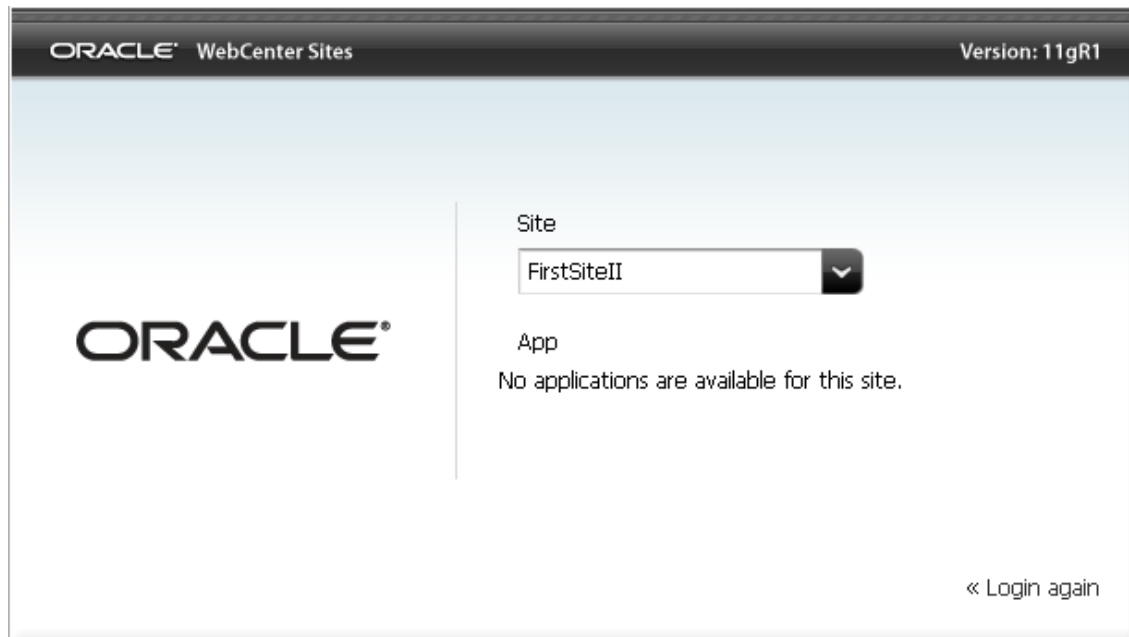 ORACLE® WebCenter Sites
Version: 11gR1
Site
FirstSiteII
ORACLE®
App
No applications are available for this site.
« Login again